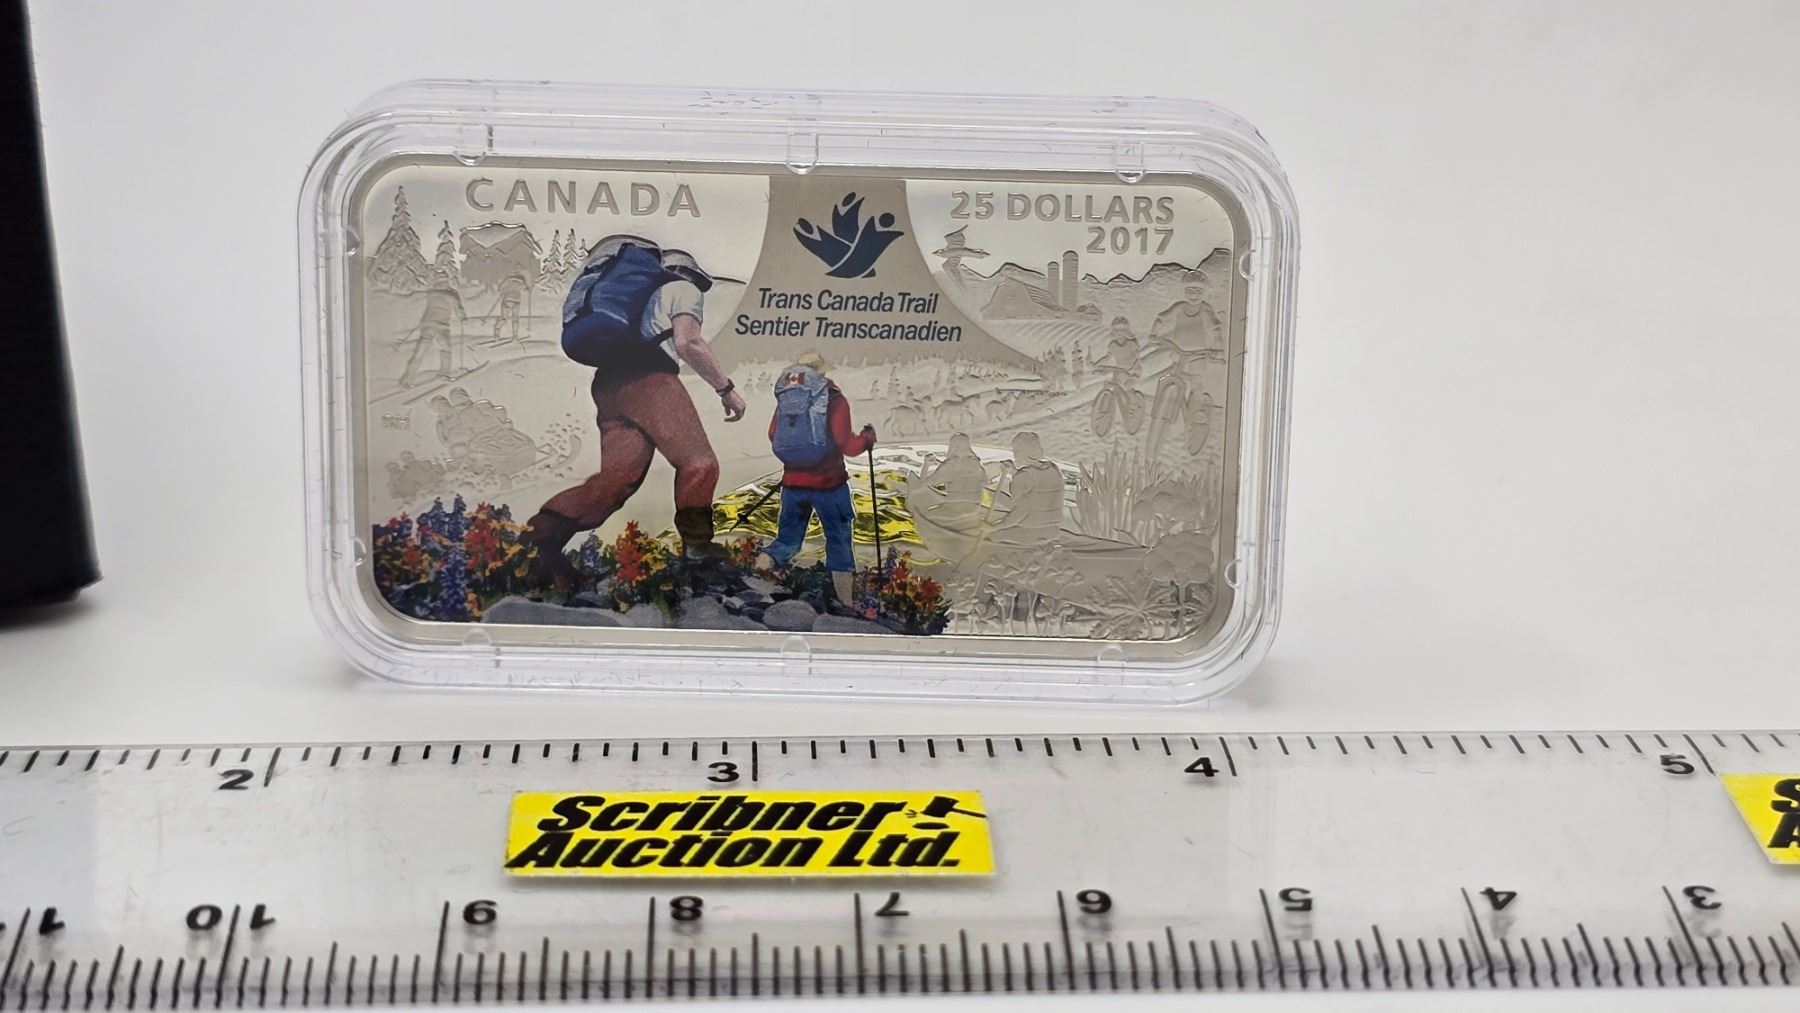 CANADA
25 DOLLARS
2017
Trans Canada Trail
Sentier Transcanadien
2 3 4 5
Scribner
Auction Ltd.
S
A
11 10 9 8 7 6 5 4 3